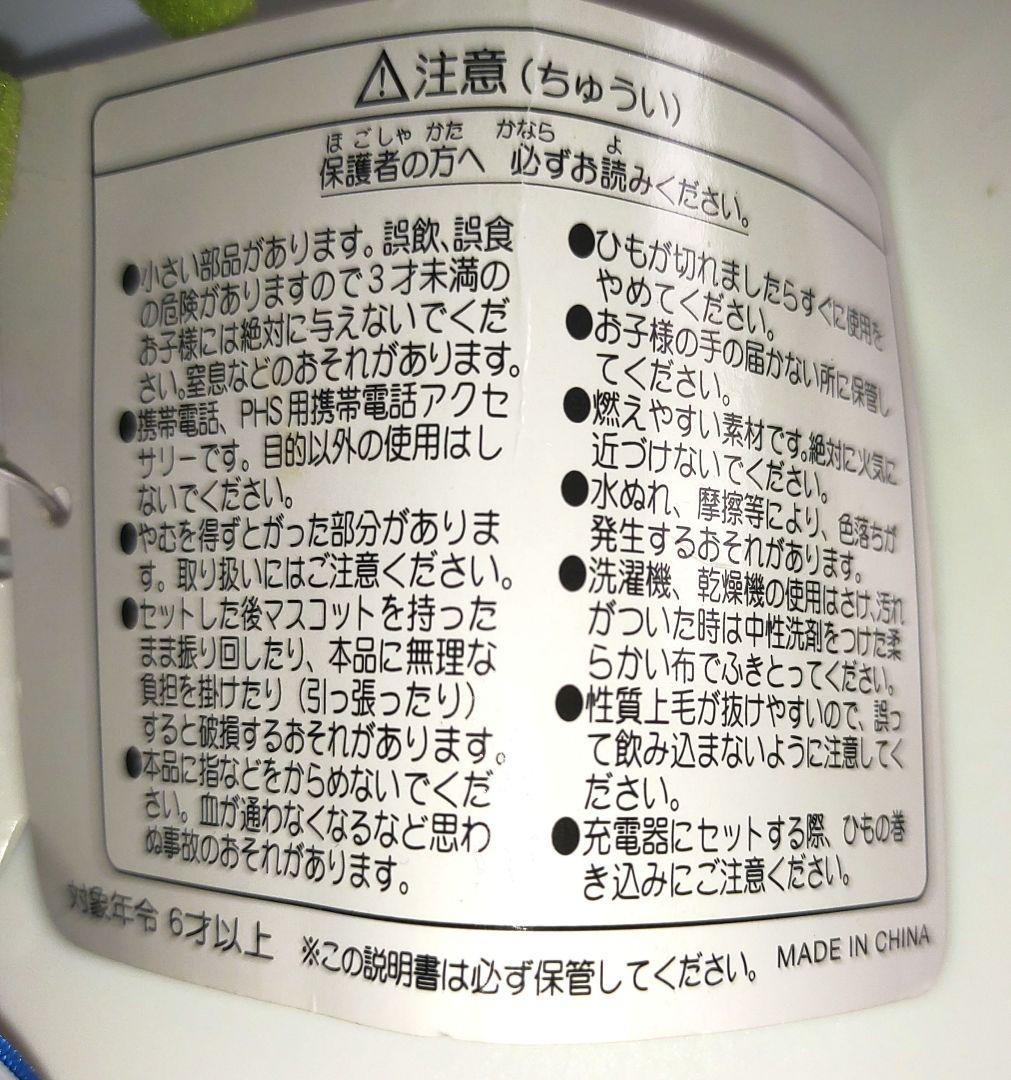 ⚠注意(ちゅうい)
ほごしゃ かた かなら よ
保護者の方へ 必ずお読みください。
●小さい部品があります。誤飲、誤食
の危険がありますので3才未満の
お子様には絶対に与えないでくだ
さい。窒息などのおそれがあります。
●携帯電話、PHS用携帯電話アクセ
サリーです。目的以外の使用はし
ないでください。
●やむを得ずとがった部分がありま
す。取り扱いにはご注意ください。
●セットした後マスコットを持った
まま振り回したり、本品に無理な
負担を掛けたり(引っ張ったり)
すると破損するおそれがあります。
●本品に指などをからめないでくだ
さい。血が通わなくなるなど思わ
ぬ事故のおそれがあります。
●ひもが切れましたらすぐに使用を
やめてください。
●お子様の手の届かない所に保管し
てください。
●燃えやすい素材です。絶対に火気に
近づけないでください。
●水ぬれ、摩擦等により、色落ちが
発生するおそれがあります。
●洗濯機、乾燥機の使用はさけ、汚れ
がついた時は中性洗剤をつけた柔
らかい布でふきとってください。
●性質上毛が抜けやすいので、誤っ
て飲み込まないように注意してく
ださい。
●充電器にセットする際、ひもの巻
き込みにご注意ください。
対象年令 6才以上 ※この説明書は必ず保管してください。 MADE IN CHINA